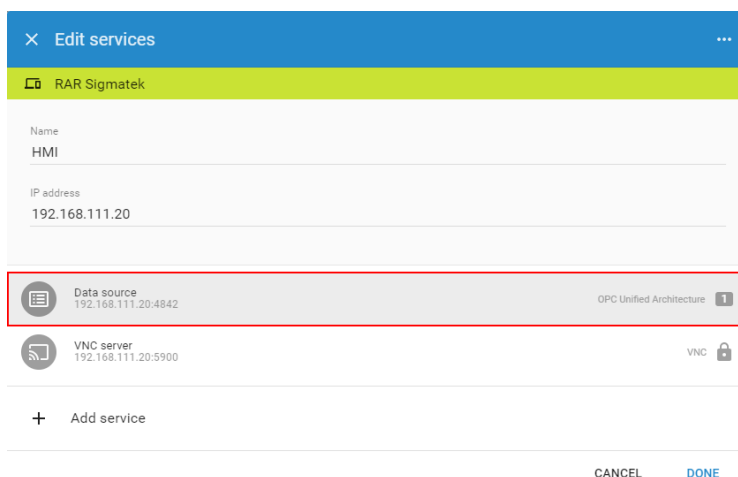 Edit services
RAR Sigmatek
Name
HMI
IP address
192.168.111.20
Data source
192.168.111.20:4842
OPC Unified Architecture 1
VNC server
192.168.111.20:5900
VNC
Add service
CANCEL DONE